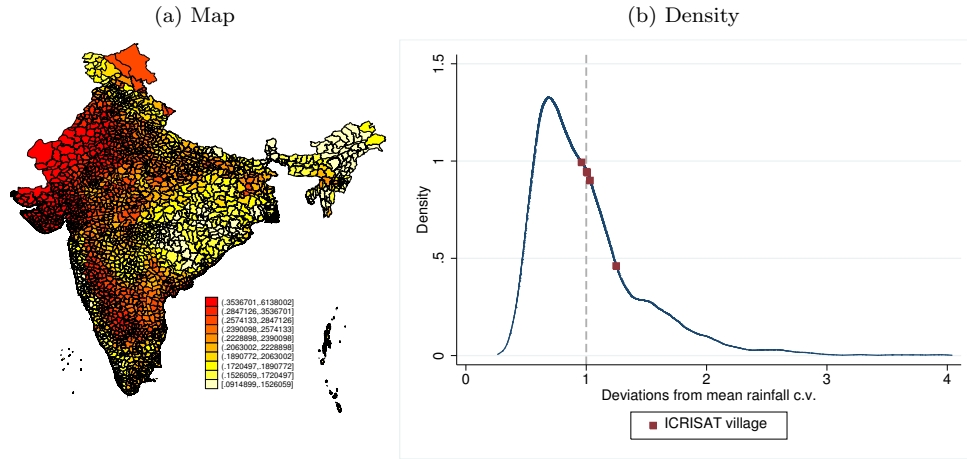 (a) Map
(.3536701,.6138002]
(.2847126,.3536701]
(.2574133,.2847126]
(.2390098,.2574133]
(.2228898,.2390098]
(.2063002,.2228898]
(.1890772,.2063002]
(.1720497,.1890772]
(.1526059,.1720497]
[.0914899,.1526059]
(b) Density
Density
1.5
1
.5
0
0 1 2 3 4
Deviations from mean rainfall c.v.
ICRISAT village